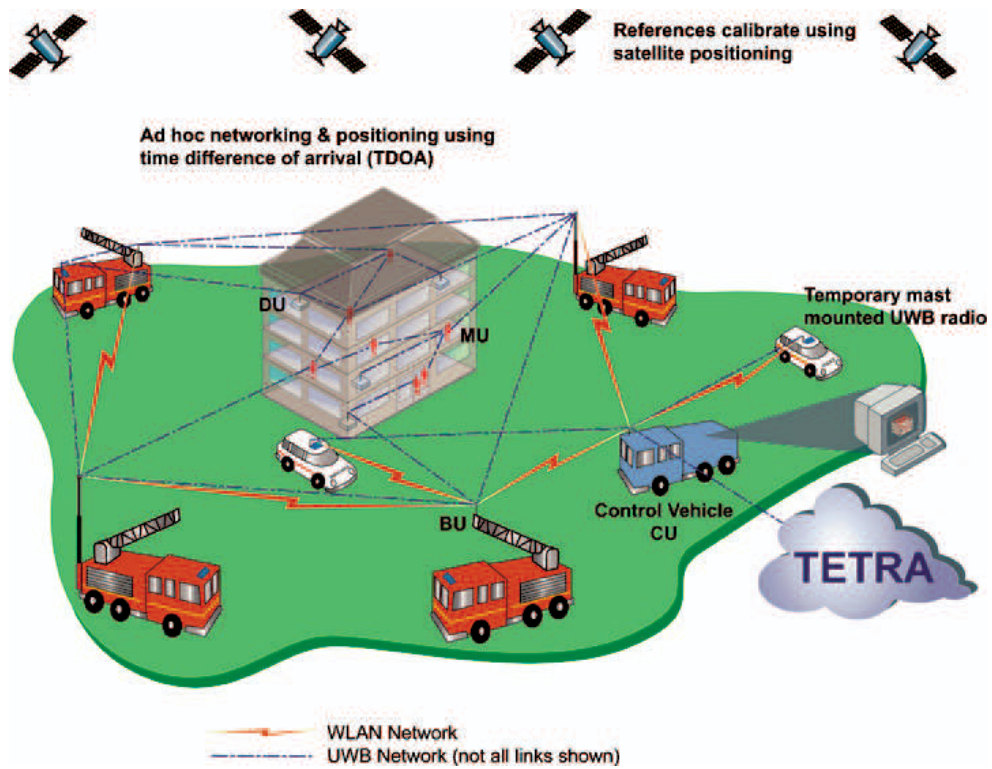 References calibrate using
satellite positioning
Ad hoc networking & positioning using
time difference of arrival (TDOA)
DU
MU
Temporary mast
mounted UWB radio
BU
Control Vehicle
CU
TETRA
WLAN Network
UWB Network (not all links shown)